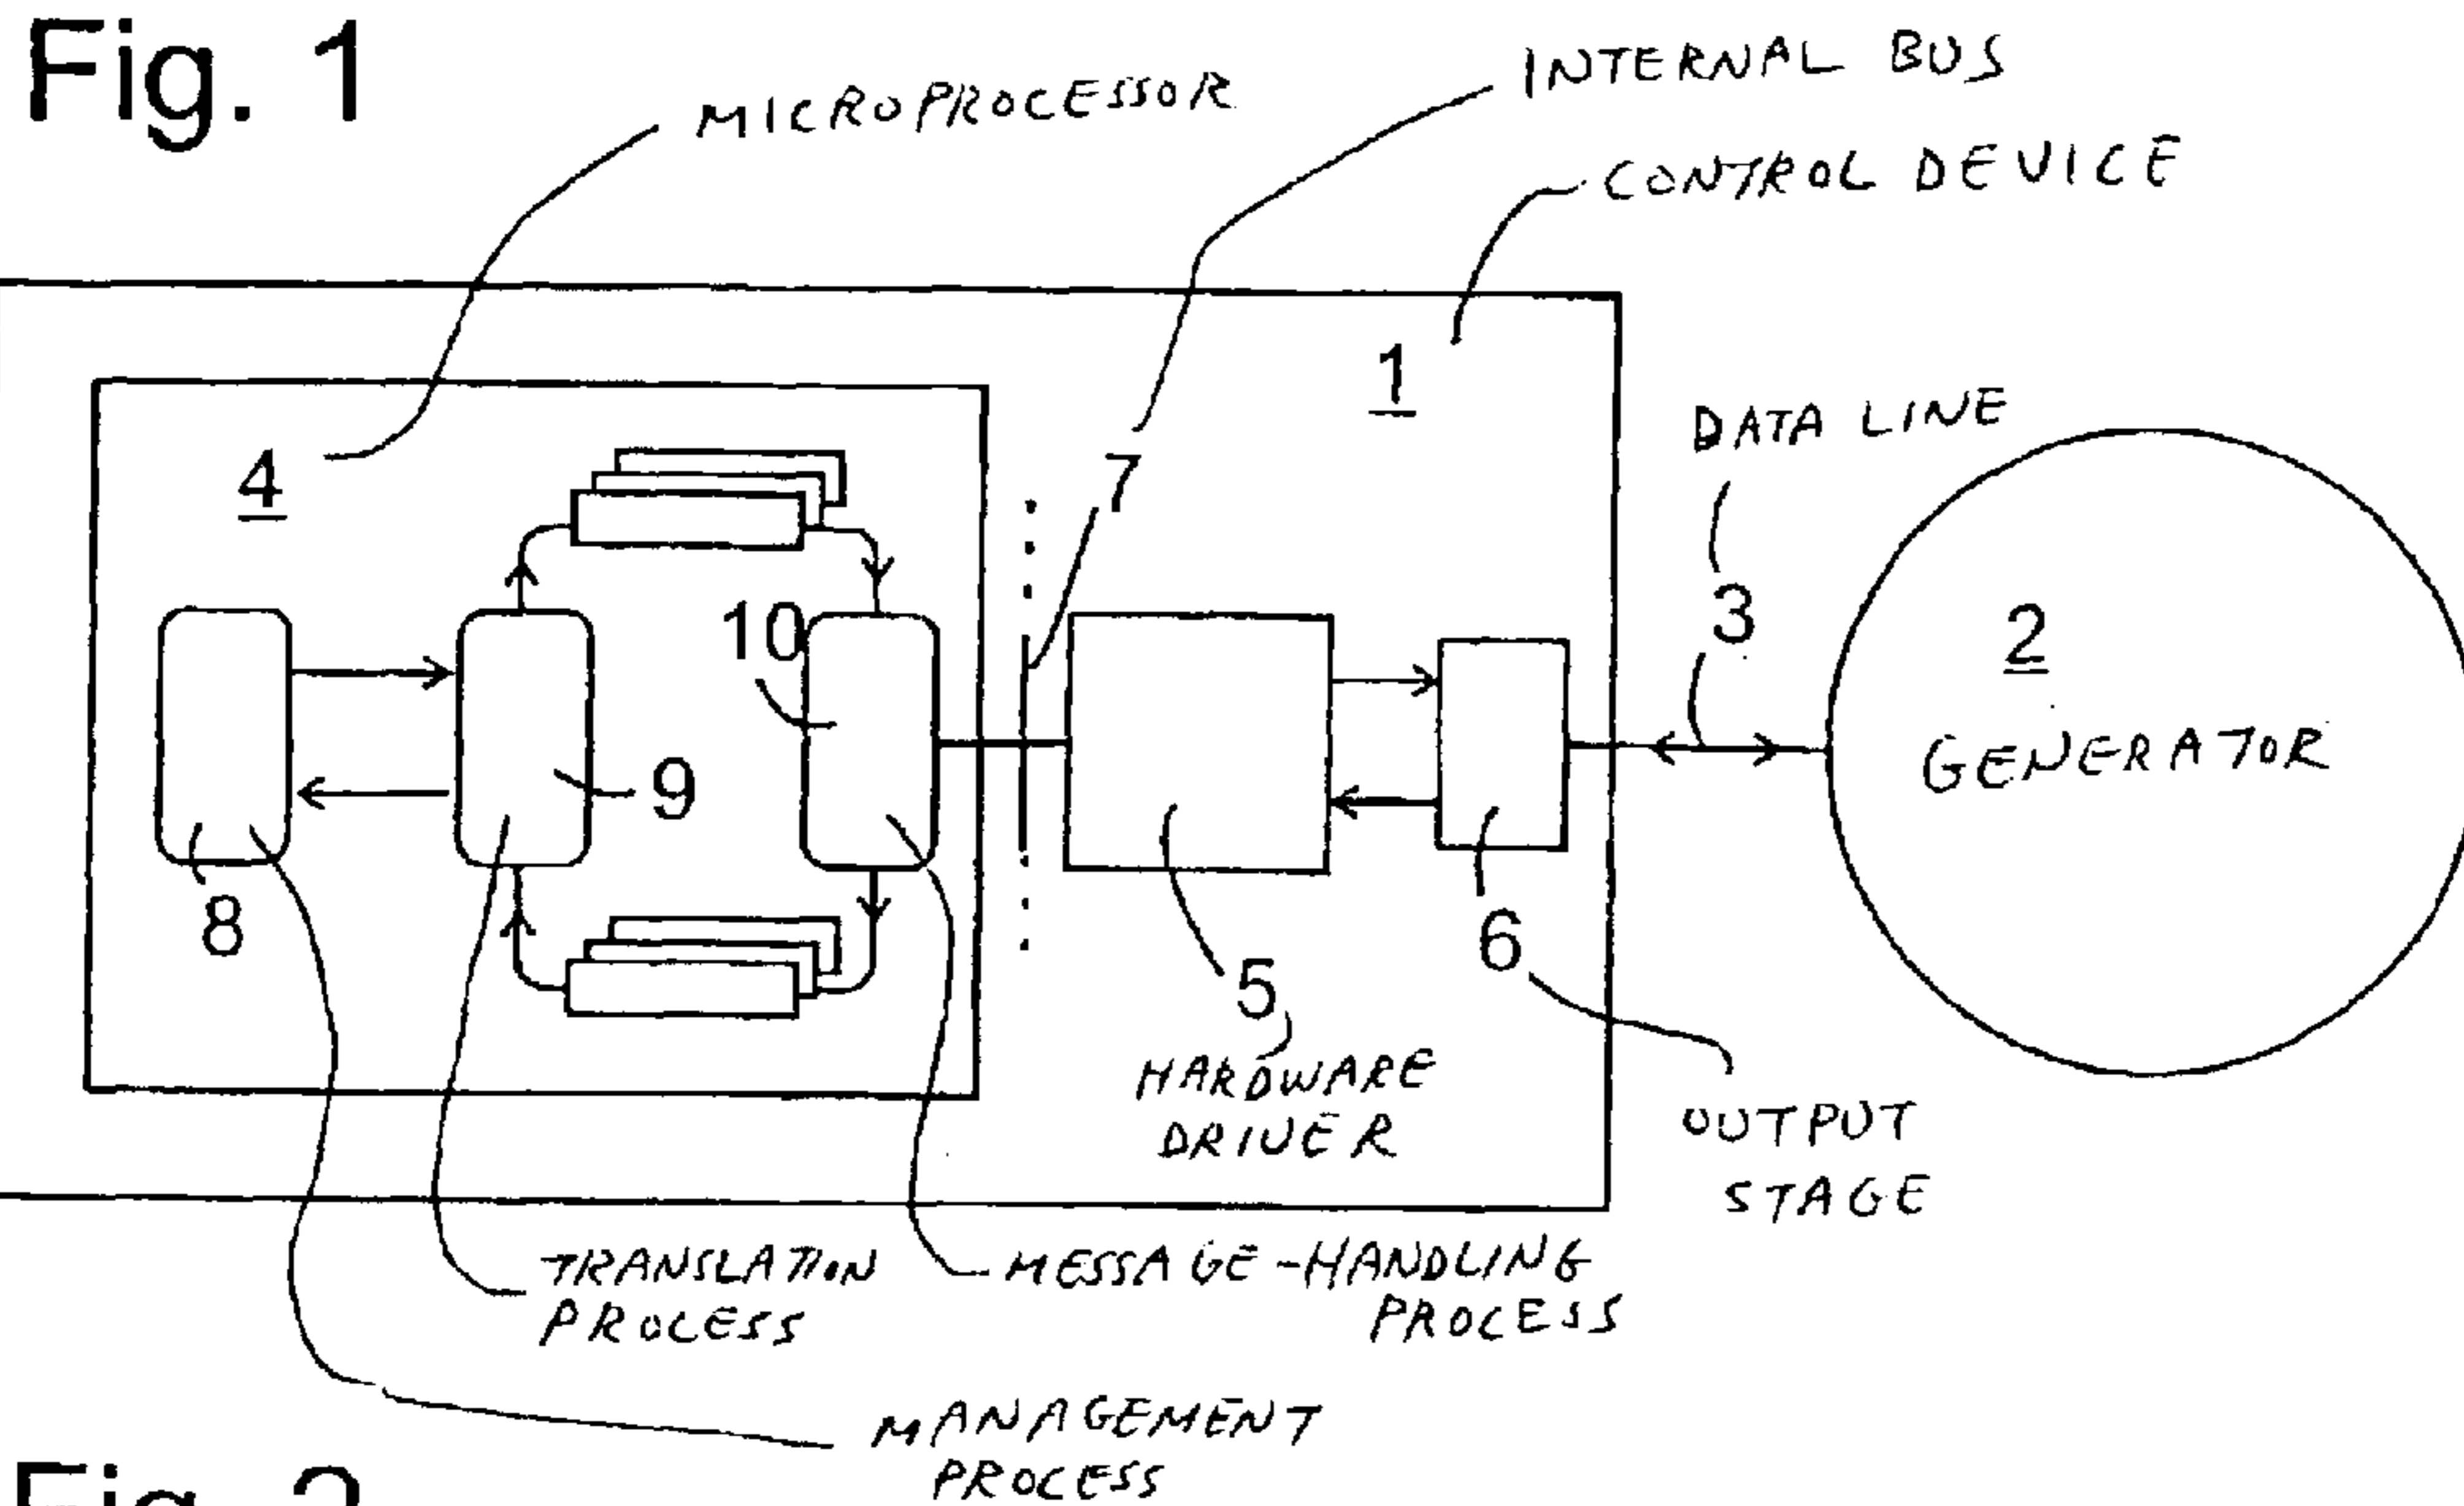 Fig. 1
MICROPROCESSOR
INTERNAL BUS
CONTROL DEVICE
1
4
7
DATA LINE
3
2
GENERATOR
10
9
8
5
HARDWARE
DRIVER
6
OUTPUT
STAGE
TRANSLATION
PROCESS
MESSAGE-HANDLING
PROCESS
MANAGEMENT
PROCESS